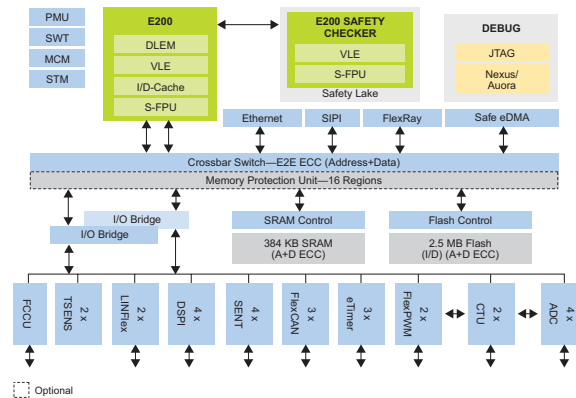 PMU
SWT
MCM
STM
E200
DLEM
VLE
I/D-Cache
S-FPU
E200 SAFETY
CHECKER
VLE
S-FPU
Safety Lake
DEBUG
JTAG
Nexus/
Auora
Ethernet
SIPI
FlexRay
Safe eDMA
Crossbar Switch—E2E ECC (Address+Data)
Memory Protection Unit—16 Regions
I/O Bridge
I/O Bridge
SRAM Control
384 KB SRAM
(A+D ECC)
Flash Control
2.5 MB Flash
(I/D) (A+D ECC)
FCCU
2 x
TSENS
2 x
LINFlex
4 x
DSPI
4 x
SENT
3 x
FlexCAN
3 x
eTimer
2 x
FlexPWM
2 x
CTU
4 x
ADC
Optional